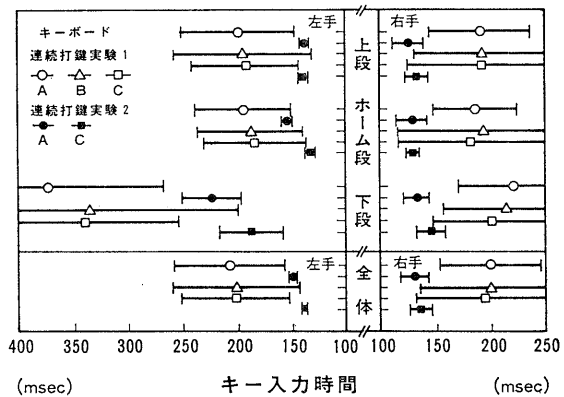 キーボード
連続打鍵実験1
A B C
連続打鍵実験2
A C
左手 右手
上段
ホーム段
下段
左手 右手
全体
400 350 300 250 200 150 100 100 150 200 250
(msec) キー入力時間 (msec)